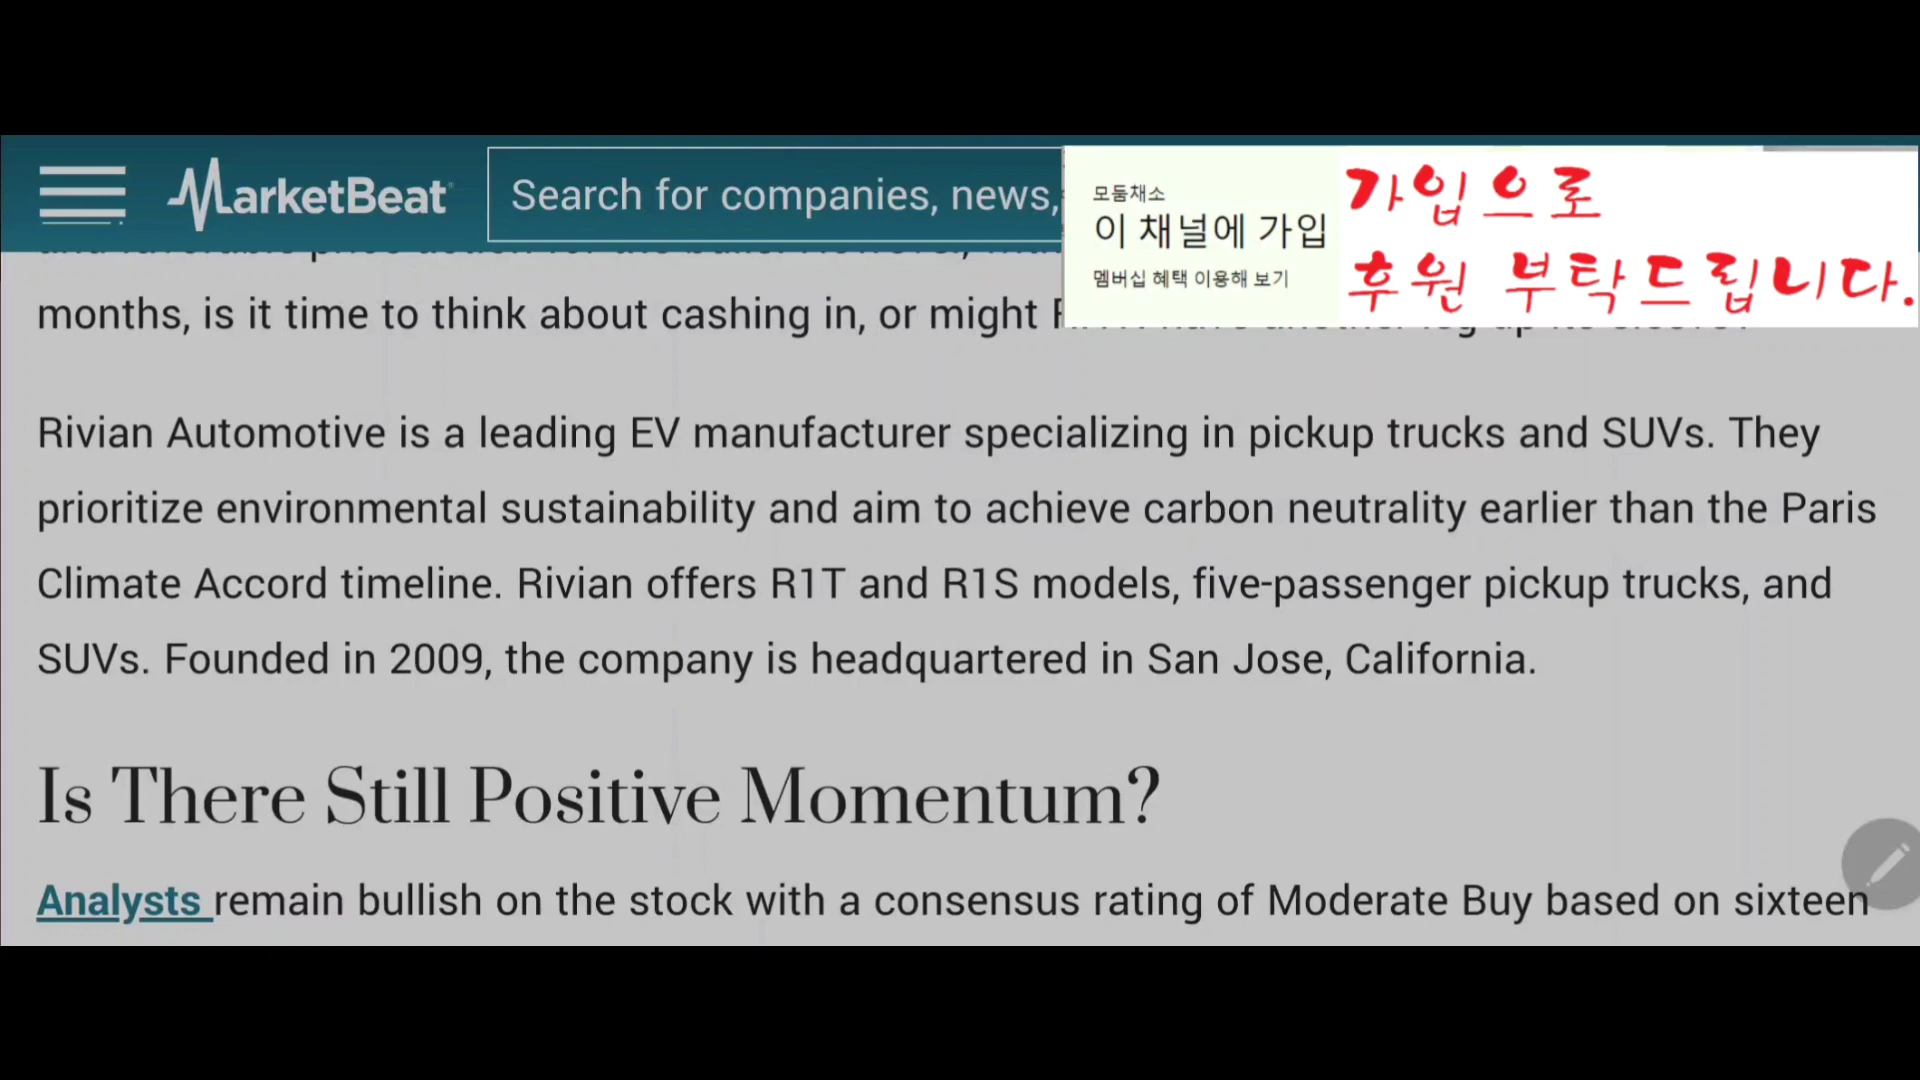 MarketBeat
Search for companies, news,
모둠채소
이 채널에 가입
멤버십 혜택 이용해 보기
가입으로
후원 부탁드립니다.
months, is it time to think about cashing in, or might
Rivian Automotive is a leading EV manufacturer specializing in pickup trucks and SUVs. They
prioritize environmental sustainability and aim to achieve carbon neutrality earlier than the Paris
Climate Accord timeline. Rivian offers R1T and R1S models, five-passenger pickup trucks, and
SUVs. Founded in 2009, the company is headquartered in San Jose, California.
Is There Still Positive Momentum?
Analysts remain bullish on the stock with a consensus rating of Moderate Buy based on sixteen